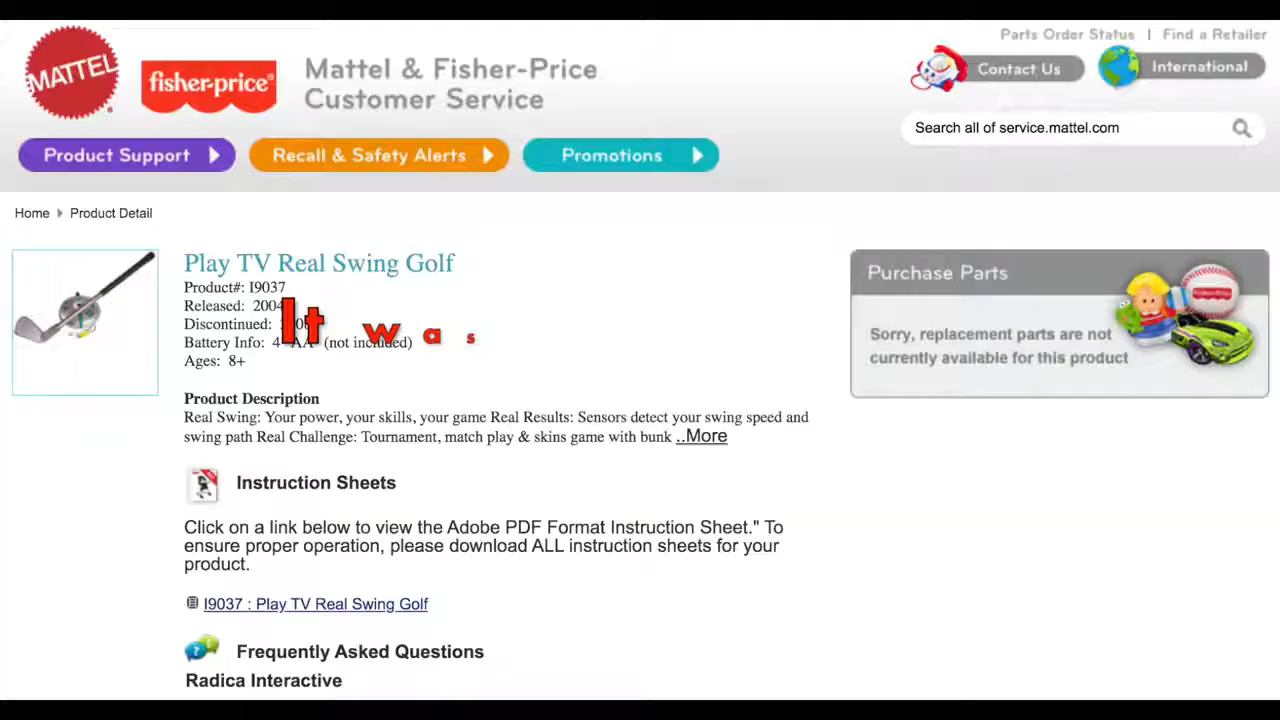 Parts Order Status | Find a Retailer
MATTEL
fisher-price®
Mattel & Fisher-Price
Customer Service
Contact Us
International
Search all of service.mattel.com
Product Support
Recall & Safety Alerts
Promotions
Home Product Detail
Play TV Real Swing Golf
Product#: I9037
Released: 2004
Discontinued:
It was
Battery Info: 4 "AA" (not included)
Ages: 8+
Product Description
Real Swing: Your power, your skills, your game Real Results: Sensors detect your swing speed and
swing path Real Challenge: Tournament, match play & skins game with bunk ..More
Purchase Parts
Sorry, replacement parts are not
currently available for this product
Instruction Sheets
Click on a link below to view the Adobe PDF Format Instruction Sheet." To
ensure proper operation, please download ALL instruction sheets for your
product.
I9037 : Play TV Real Swing Golf
Frequently Asked Questions
Radica Interactive